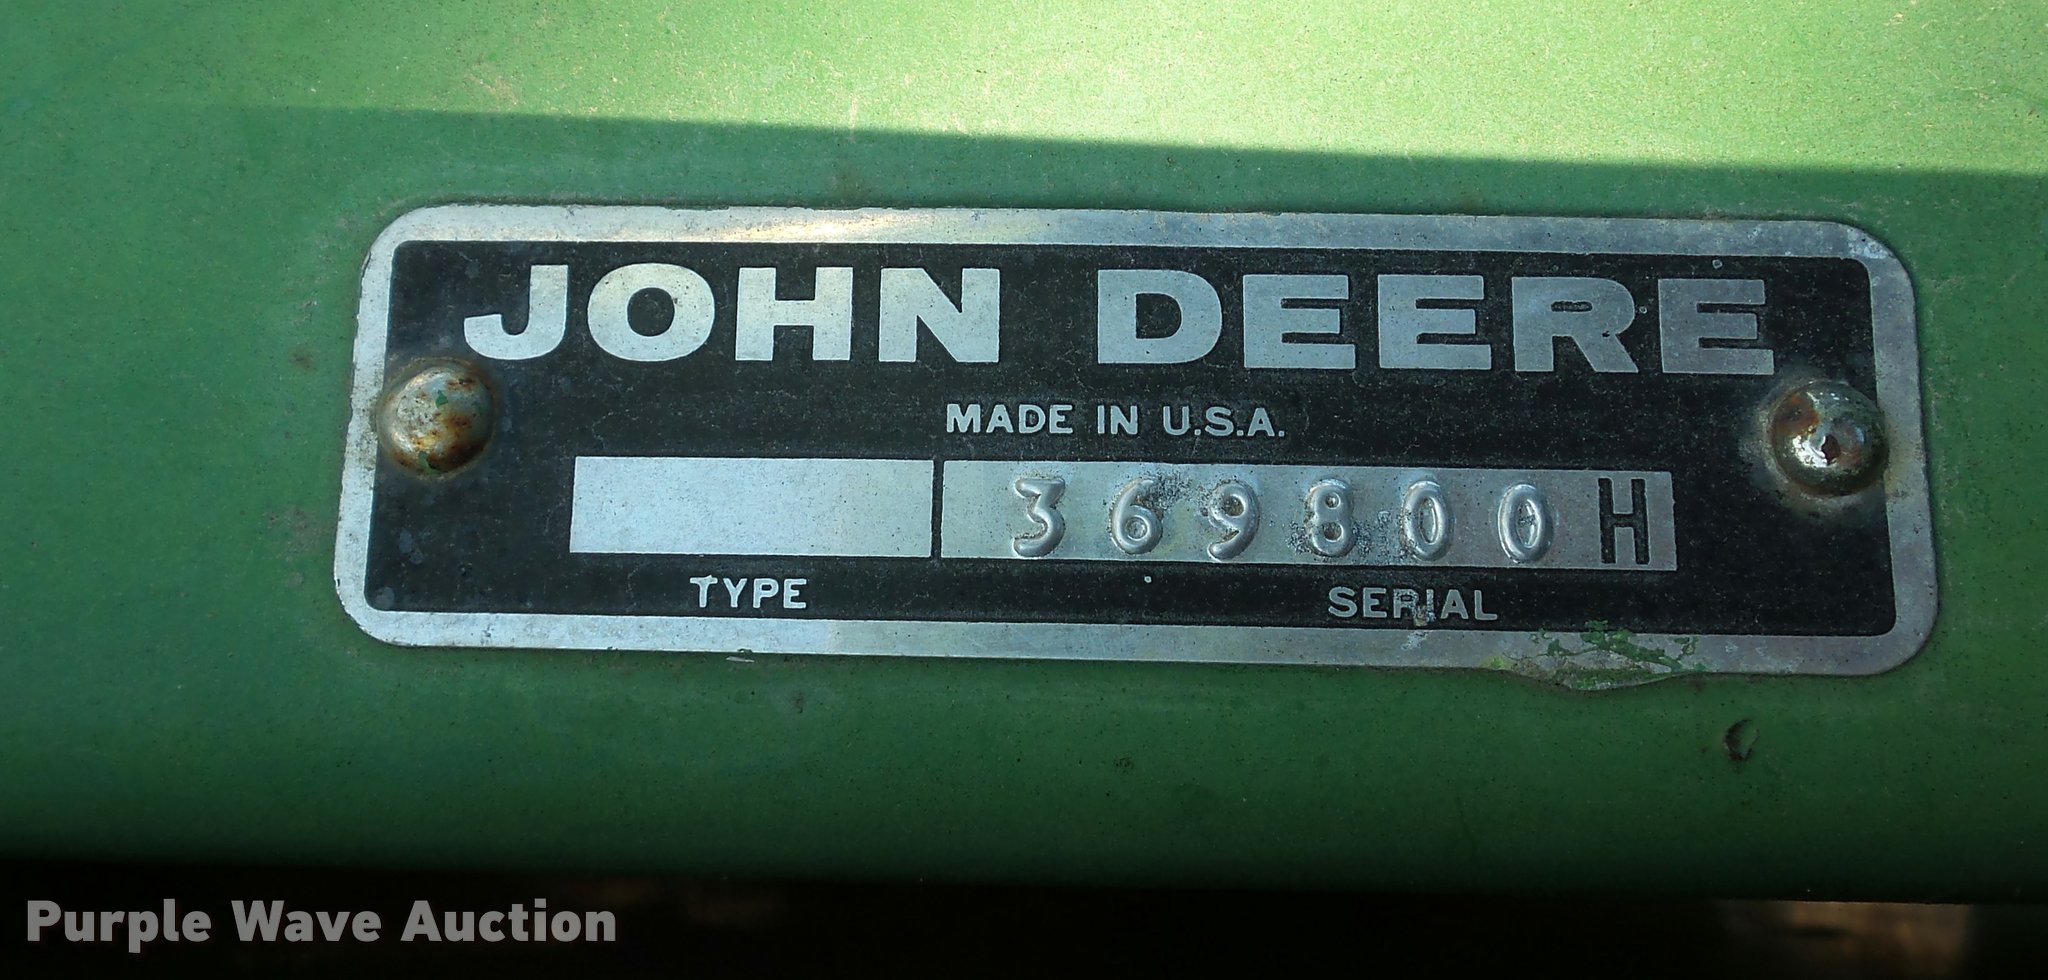 JOHN DEERE
MADE IN U.S.A.
369800H
TYPE SERIAL
Purple Wave Auction